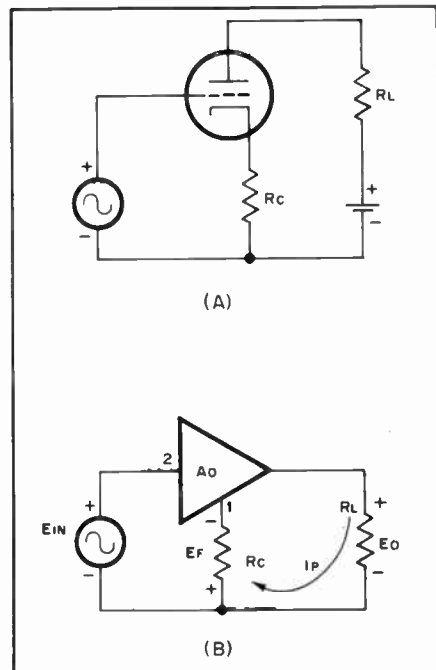 +
-
RL
RC
+
-
(A)
2
AO
1
EIN
+
-
-
EF
+
RC
RL
+
EO
-
IP
(B)